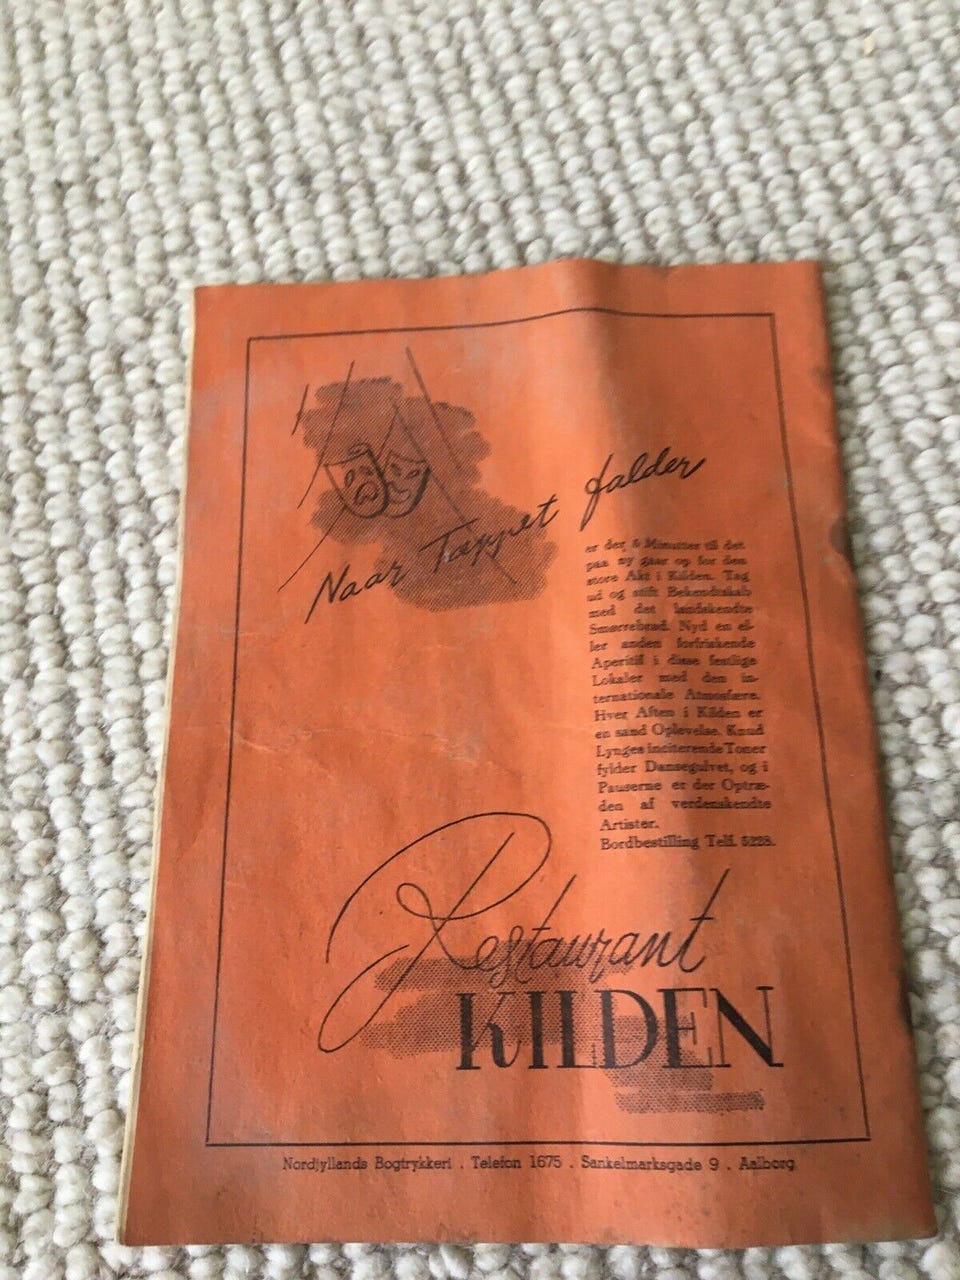 Naar Tæppet falder
er der 6 Minutter til det
paa ny gaar op for den
store Akt i Kilden. Tag
ud og stift Bekendtskab
med det landskendte
Smørrebrød. Nyd en el-
ler anden forfriskende
Aperitif i disse festlige
Lokaler med den in-
ternationale Atmosfære.
Hver Aften i Kilden er
en sand Oplevelse. Knud
Lynges inciterende Toner
fylder Dansegulvet, og i
Pauserne er der Optræ-
den af verdenskendte
Artister.
Bordbestilling Telf. 5228.
Restaurant
KILDEN
Nordjyllands Bogtrykkeri . Telefon 1675 . Sankelmarksgade 9 . Aalborg